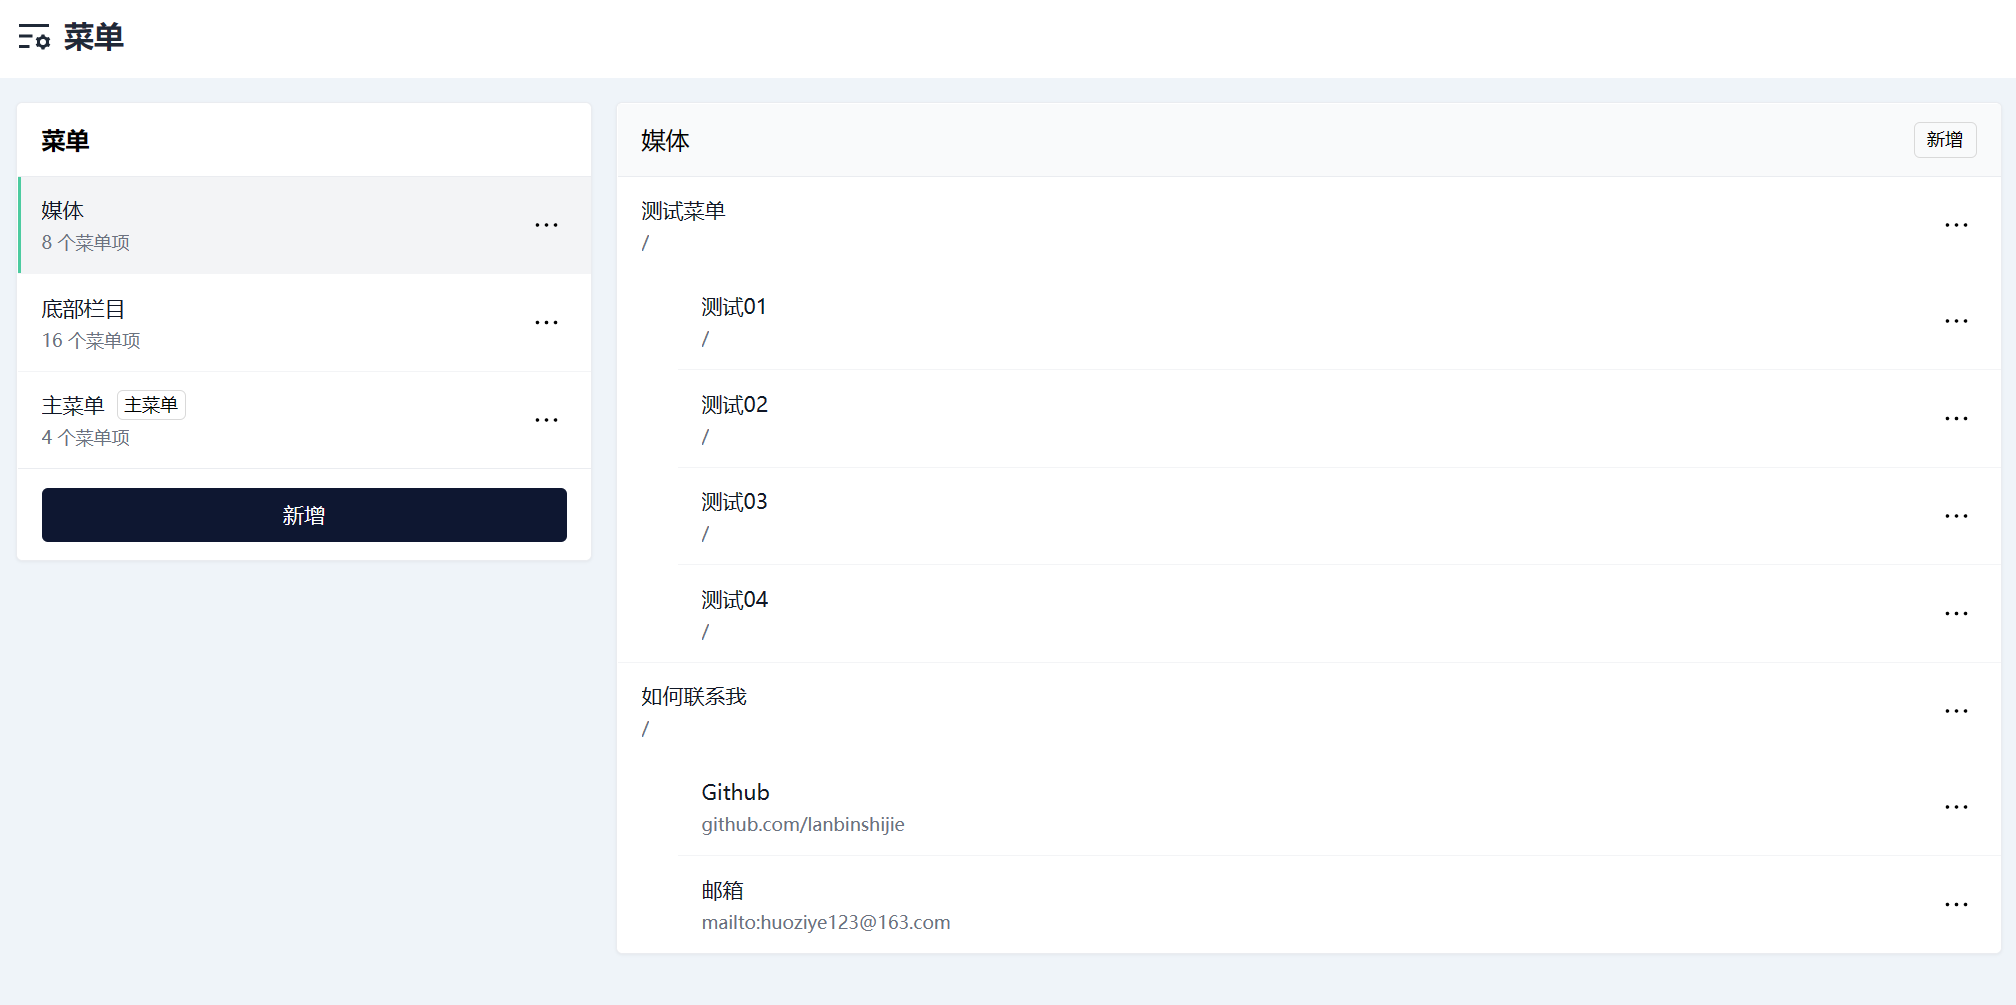 菜单
菜单
媒体
8 个菜单项
底部栏目
16 个菜单项
主菜单 主菜单
4 个菜单项
新增
媒体
新增
测试菜单
/
测试01
/
测试02
/
测试03
/
测试04
/
如何联系我
/
Github
github.com/lanbinshijie
邮箱
mailto:huoziye123@163.com